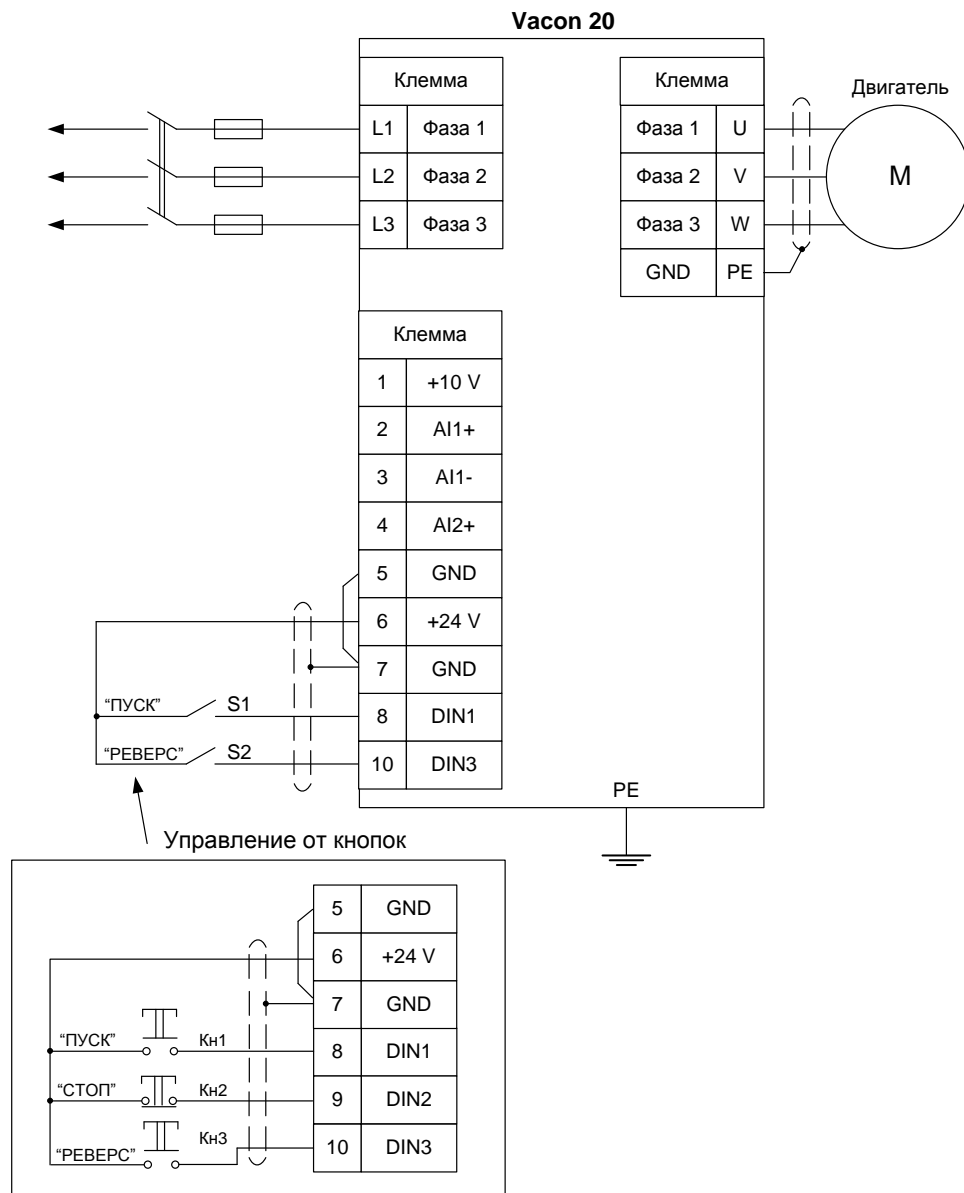 Vacon 20
Клемма
L1 Фаза 1
L2 Фаза 2
L3 Фаза 3
Клемма
Фаза 1 U
Фаза 2 V
Фаза 3 W
GND PE
Двигатель
M
Клемма
1 +10 V
2 AI1+
3 AI1-
4 AI2+
5 GND
6 +24 V
7 GND
“ПУСК” S1 8 DIN1
“РЕВЕРС” S2 10 DIN3
PE
Управление от кнопок
5 GND
6 +24 V
7 GND
“ПУСК” Кн1 8 DIN1
“СТОП” Кн2 9 DIN2
“РЕВЕРС” Кн3 10 DIN3